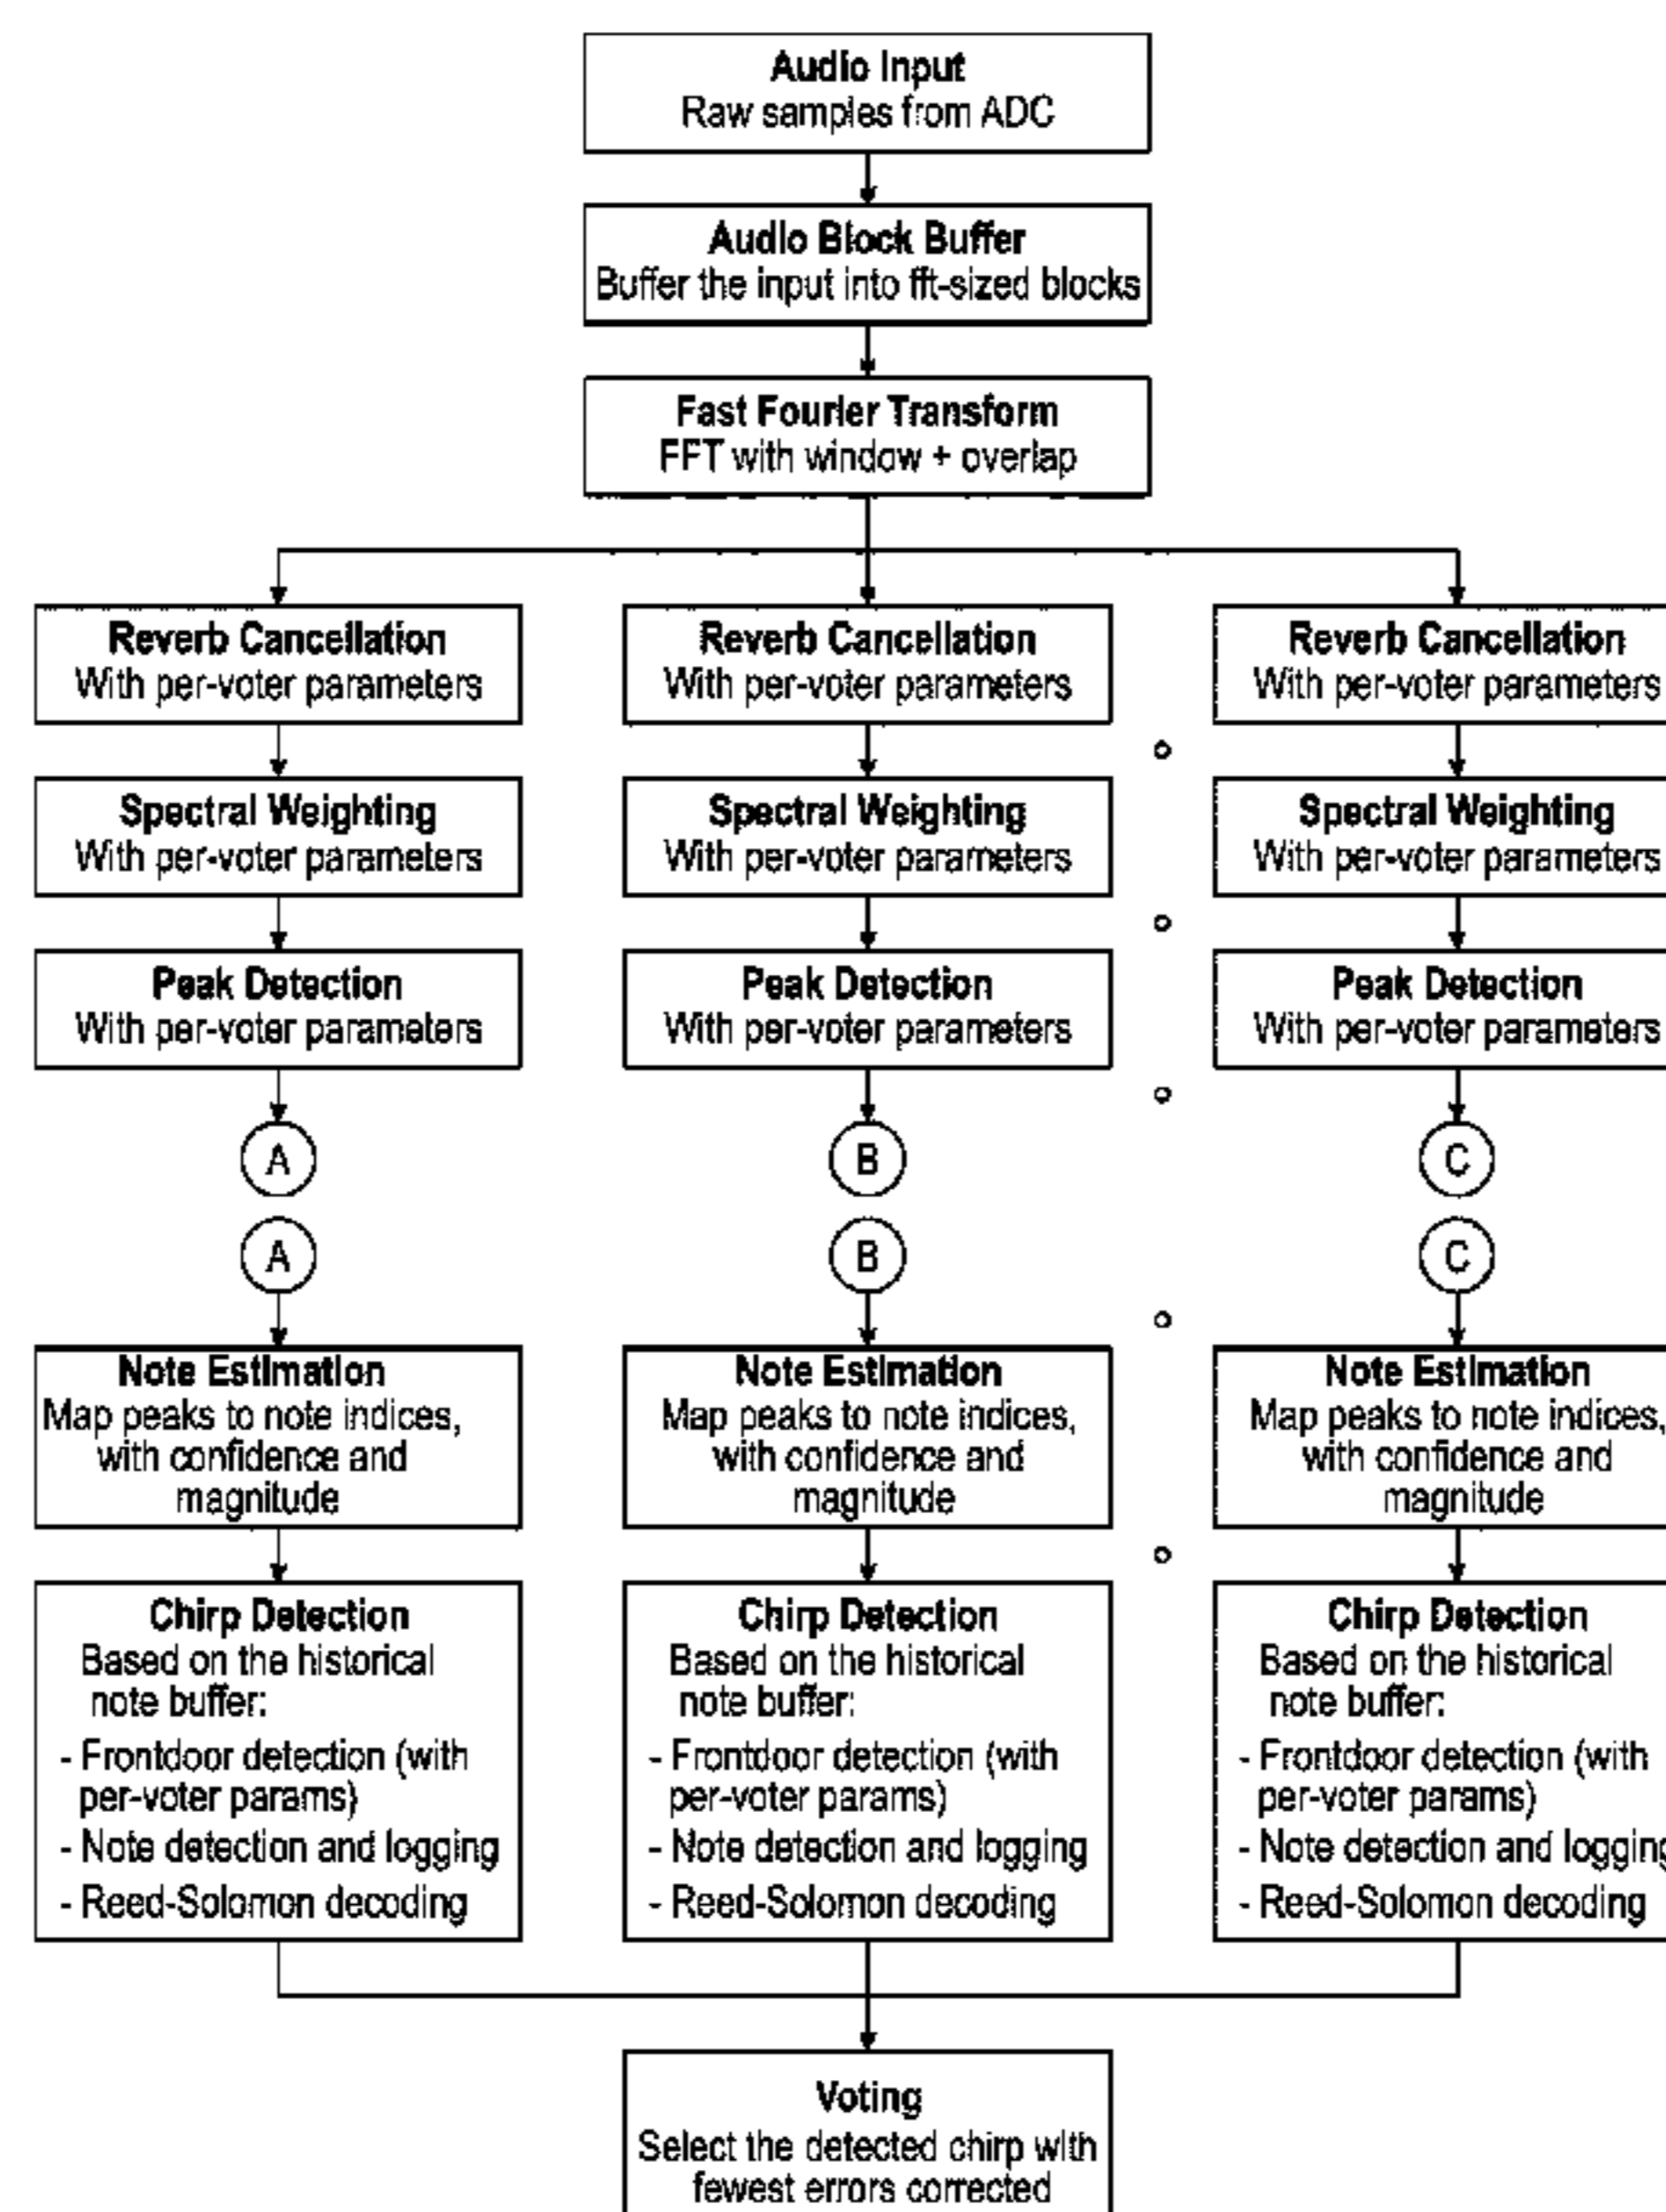 Audio Input
Raw samples from ADC
Audio Block Buffer
Buffer the input into fft-sized blocks
Fast Fourier Transform
FFT with window + overlap
Reverb Cancellation
With per-voter parameters
Reverb Cancellation
With per-voter parameters
Reverb Cancellation
With per-voter parameters
Spectral Weighting
With per-voter parameters
Spectral Weighting
With per-voter parameters
Spectral Weighting
With per-voter parameters
Peak Detection
With per-voter parameters
Peak Detection
With per-voter parameters
Peak Detection
With per-voter parameters
A
B
C
A
B
C
Note Estimation
Map peaks to note indices,
with confidence and
magnitude
Note Estimation
Map peaks to note indices,
with confidence and
magnitude
Note Estimation
Map peaks to note indices,
with confidence and
magnitude
Chirp Detection
Based on the historical
note buffer:
- Frontdoor detection (with
per-voter params)
- Note detection and logging
- Reed-Solomon decoding
Chirp Detection
Based on the historical
note buffer:
- Frontdoor detection (with
per-voter params)
- Note detection and logging
- Reed-Solomon decoding
Chirp Detection
Based on the historical
note buffer:
- Frontdoor detection (with
per-voter params)
- Note detection and logging
- Reed-Solomon decoding
Voting
Select the detected chirp with
fewest errors corrected